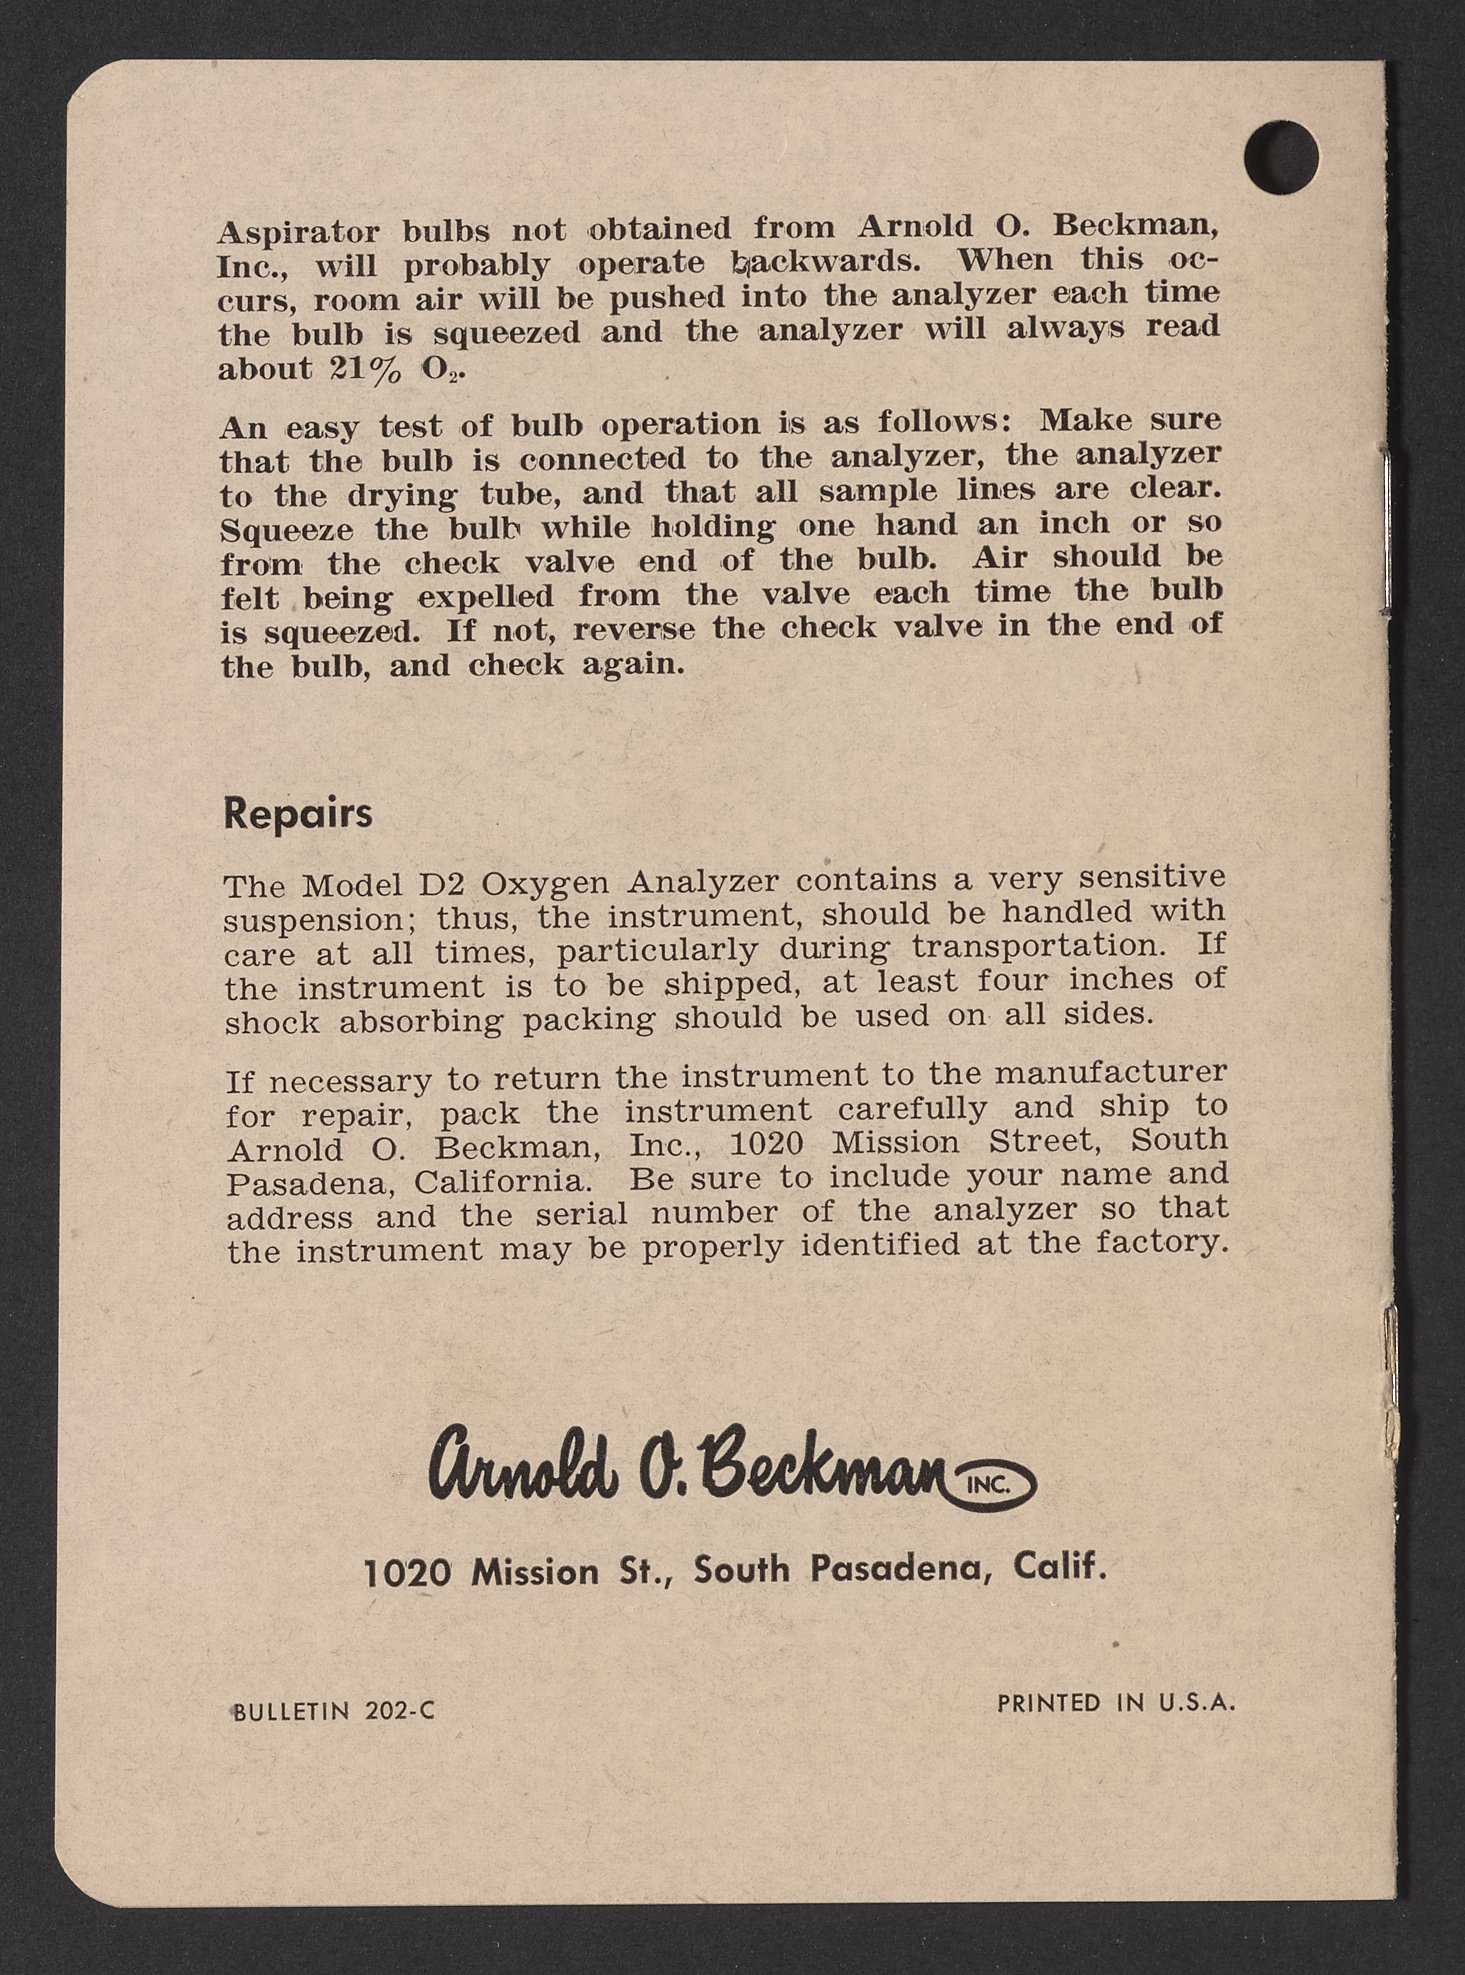 Aspirator bulbs not obtained from Arnold O. Beckman,
Inc., will probably operate backwards. When this oc-
curs, room air will be pushed into the analyzer each time
the bulb is squeezed and the analyzer will always read
about 21% O₂.
An easy test of bulb operation is as follows: Make sure
that the bulb is connected to the analyzer, the analyzer
to the drying tube, and that all sample lines are clear.
Squeeze the bulb while holding one hand an inch or so
from the check valve end of the bulb. Air should be
felt being expelled from the valve each time the bulb
is squeezed. If not, reverse the check valve in the end of
the bulb, and check again.
Repairs
The Model D2 Oxygen Analyzer contains a very sensitive
suspension; thus, the instrument, should be handled with
care at all times, particularly during transportation. If
the instrument is to be shipped, at least four inches of
shock absorbing packing should be used on all sides.
If necessary to return the instrument to the manufacturer
for repair, pack the instrument carefully and ship to
Arnold O. Beckman, Inc., 1020 Mission Street, South
Pasadena, California. Be sure to include your name and
address and the serial number of the analyzer so that
the instrument may be properly identified at the factory.
Arnold O. Beckman INC.
1020 Mission St., South Pasadena, Calif.
BULLETIN 202-C
PRINTED IN U.S.A.